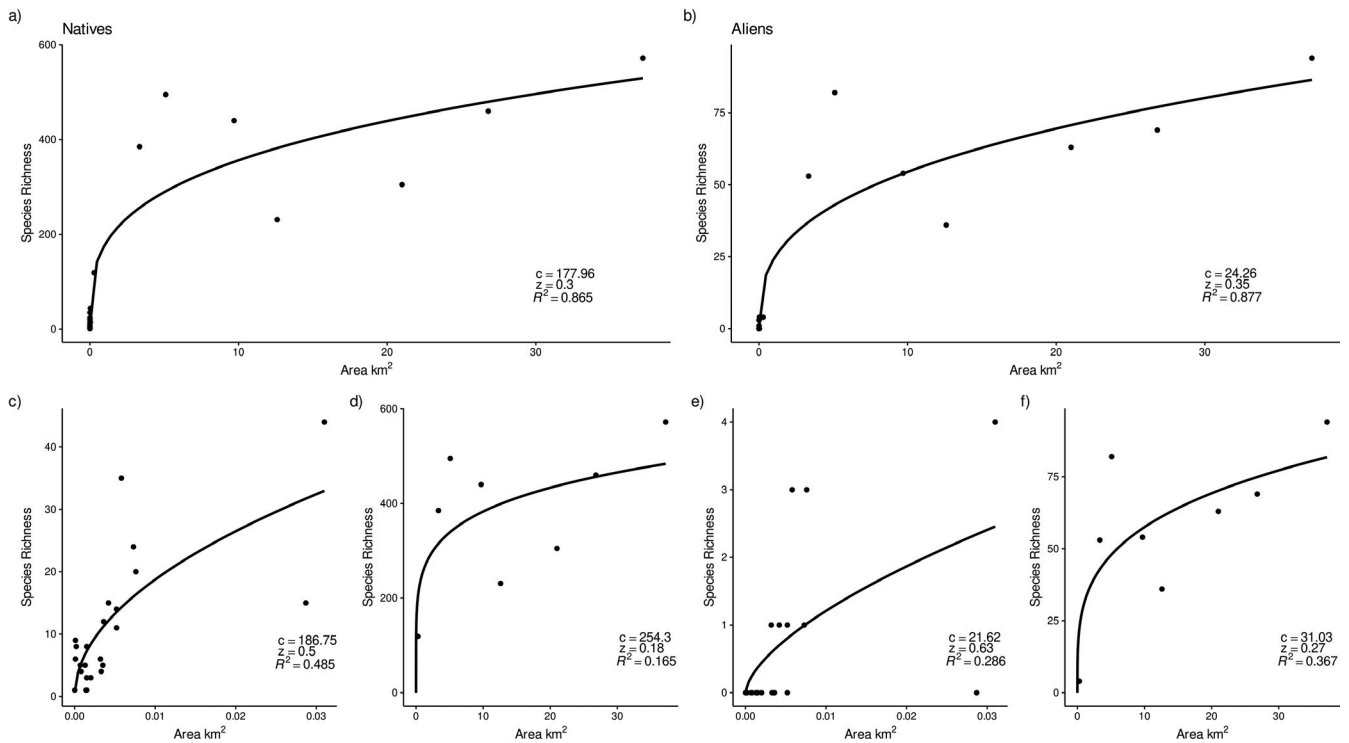 a)
Natives
600
400
200
0
Species Richness
0
10
20
30
Area km²
c = 177.96
z = 0.3
R² = 0.865
b)
Aliens
75
50
25
0
Species Richness
0
10
20
30
Area km²
c = 24.26
z = 0.35
R² = 0.877
c)
40
30
20
10
0
Species Richness
0.00
0.01
0.02
0.03
Area km²
c = 186.75
z = 0.5
R² = 0.485
d)
600
400
200
0
Species Richness
0
10
20
30
Area km²
c = 254.3
z = 0.18
R² = 0.165
e)
4
3
2
1
0
Species Richness
0.00
0.01
0.02
0.03
Area km²
c = 21.62
z = 0.63
R² = 0.286
f)
75
50
25
0
Species Richness
0
10
20
30
Area km²
c = 31.03
z = 0.27
R² = 0.367